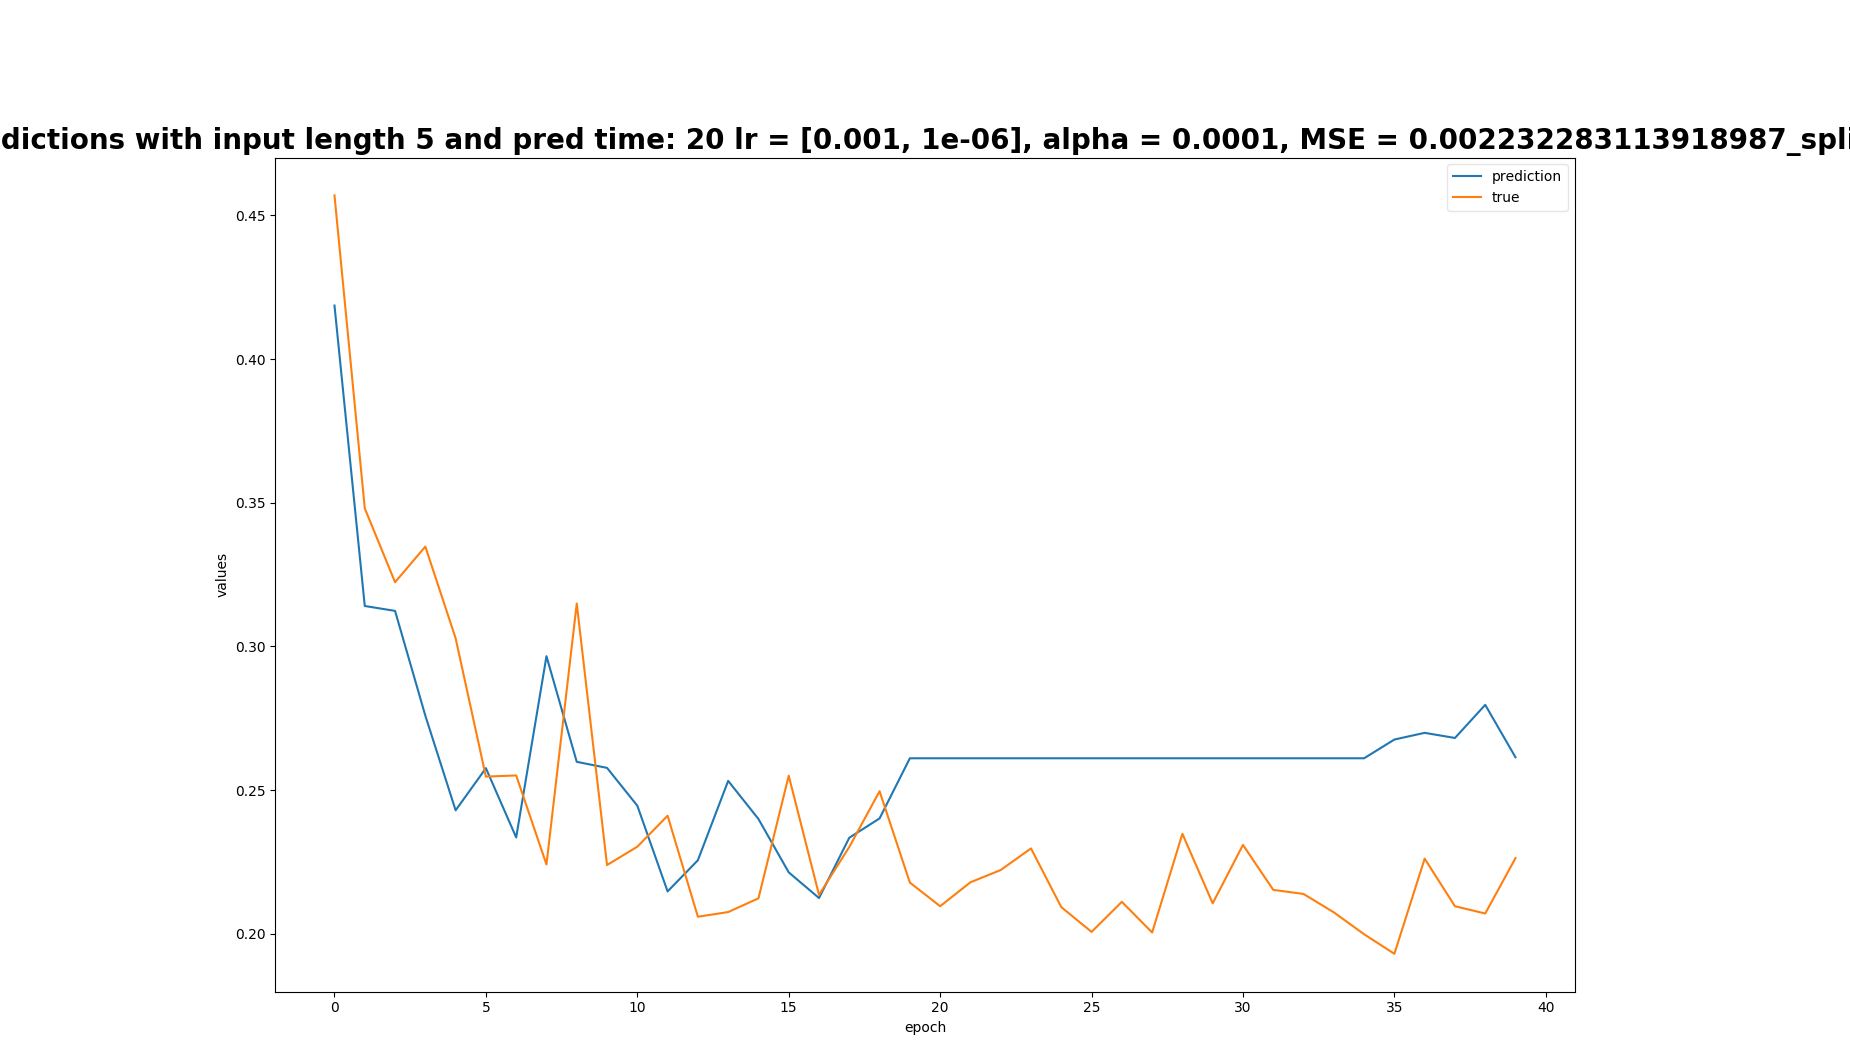 dictions with input length 5 and pred time: 20 lr = [0.001, 1e-06], alpha = 0.0001, MSE = 0.002232283113918987_spli
prediction
true
0.45
0.40
0.35
0.30
0.25
0.20
values
0 5 10 15 20 25 30 35 40
epoch